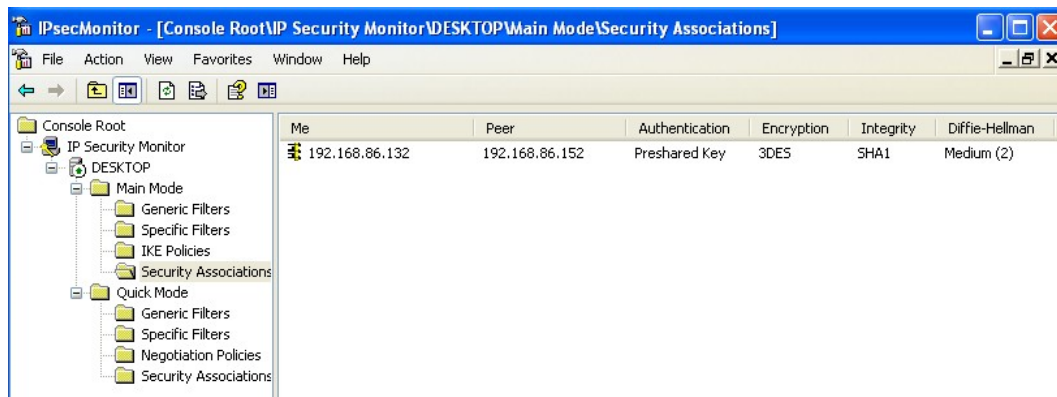 IPsecMonitor - [Console Root\IP Security Monitor\DESKTOP\Main Mode\Security Associations]
File Action View Favorites Window Help
Console Root
IP Security Monitor
DESKTOP
Main Mode
Generic Filters
Specific Filters
IKE Policies
Security Associations
Quick Mode
Generic Filters
Specific Filters
Negotiation Policies
Security Associations
Me Peer Authentication Encryption Integrity Diffie-Hellman
192.168.86.132 192.168.86.152 Preshared Key 3DES SHA1 Medium (2)